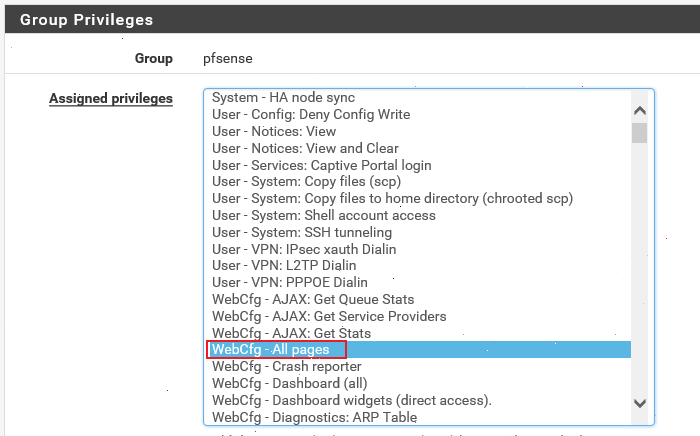 Group Privileges
Group pfsense
Assigned privileges
System - HA node sync
User - Config: Deny Config Write
User - Notices: View
User - Notices: View and Clear
User - Services: Captive Portal login
User - System: Copy files (scp)
User - System: Copy files to home directory (chrooted scp)
User - System: Shell account access
User - System: SSH tunneling
User - VPN: IPsec xauth Dialin
User - VPN: L2TP Dialin
User - VPN: PPPOE Dialin
WebCfg - AJAX: Get Queue Stats
WebCfg - AJAX: Get Service Providers
WebCfg - AJAX: Get Stats
WebCfg - All pages
WebCfg - Crash reporter
WebCfg - Dashboard (all)
WebCfg - Dashboard widgets (direct access).
WebCfg - Diagnostics: ARP Table